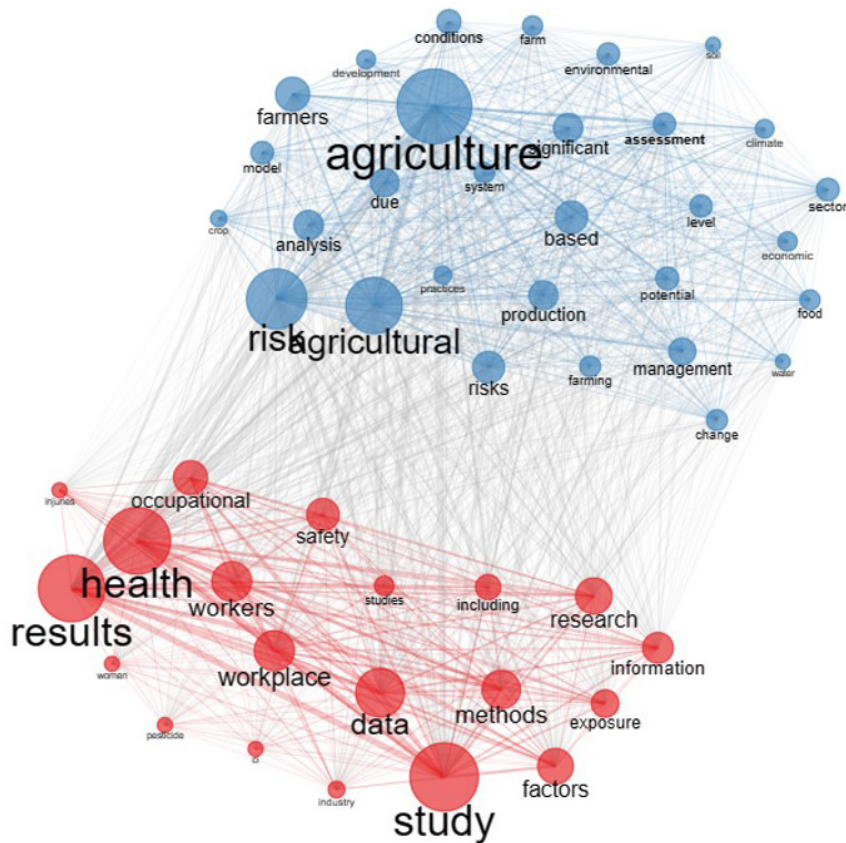 conditions
farm
soil
development
environmental
farmers
agriculture
significant
assessment
climate
model
system
due
sector
level
crop
analysis
based
economic
practices
potential
risk
agricultural
production
food
risks
farming
management
water
change
injuries
occupational
safety
health
workers
studies
including
research
results
women
workplace
information
data
methods
exposure
pesticide
ci
industry
factors
study